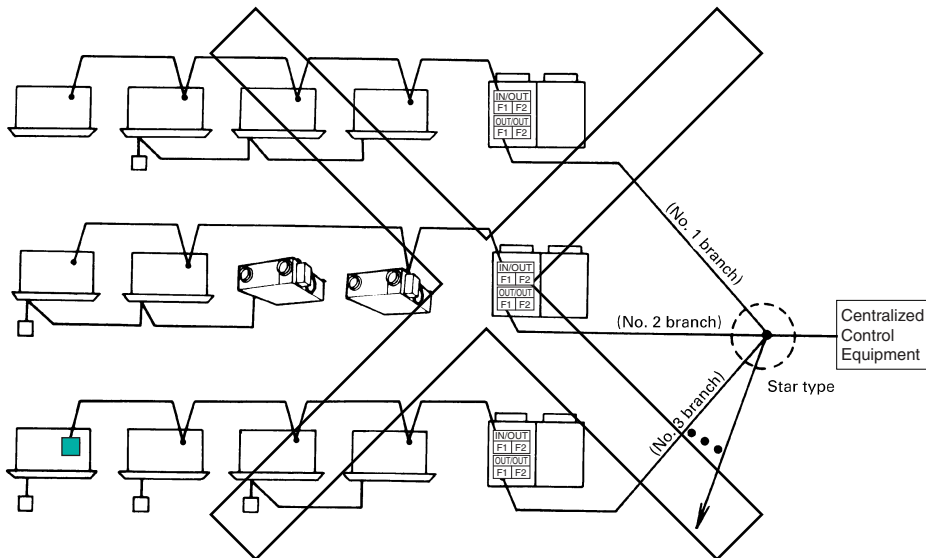 IN/OUT
F1 F2
OUT/OUT
F1 F2
(No. 1 branch)
IN/OUT
F1 F2
OUT/OUT
F1 F2
(No. 2 branch)
Centralized
Control
Equipment
Star type
(No. 3 branch)
IN/OUT
F1 F2
OUT/OUT
F1 F2